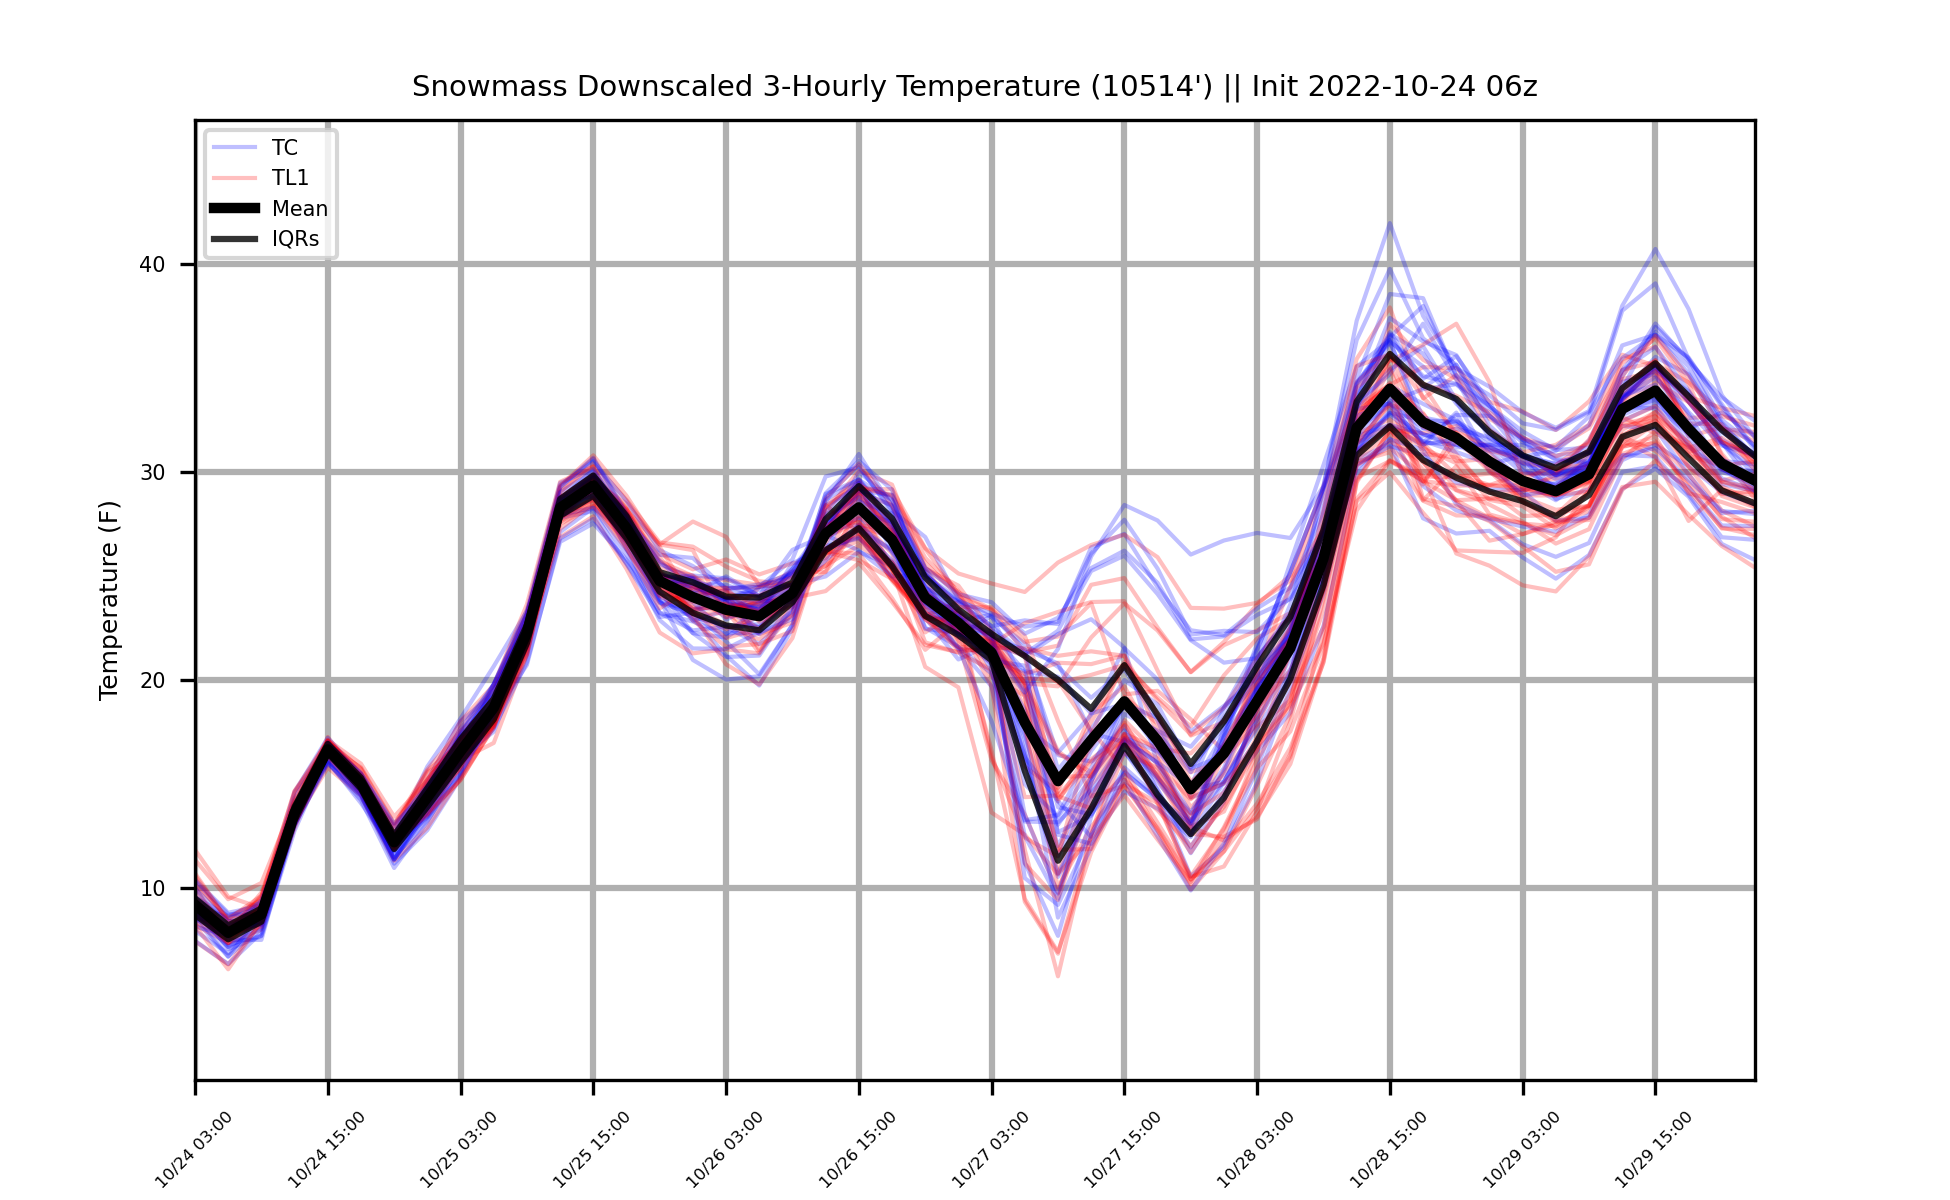 Snowmass Downscaled 3-Hourly Temperature (10514') || Init 2022-10-24 06z
TC
TL1
Mean
IQRs
Temperature (F)
40
30
20
10
10/24 03:00
10/24 15:00
10/25 03:00
10/25 15:00
10/26 03:00
10/26 15:00
10/27 03:00
10/27 15:00
10/28 03:00
10/28 15:00
10/29 03:00
10/29 15:00